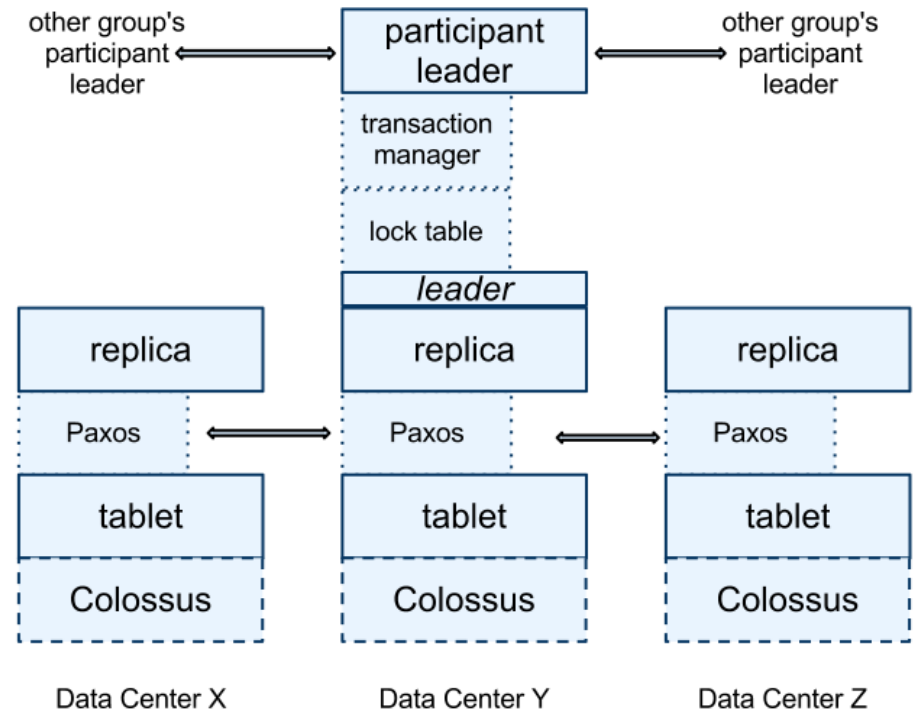 other group's
participant
leader
participant
leader
other group's
participant
leader
transaction
manager
lock table
leader
replica
replica
replica
Paxos
Paxos
Paxos
tablet
tablet
tablet
Colossus
Colossus
Colossus
Data Center X
Data Center Y
Data Center Z